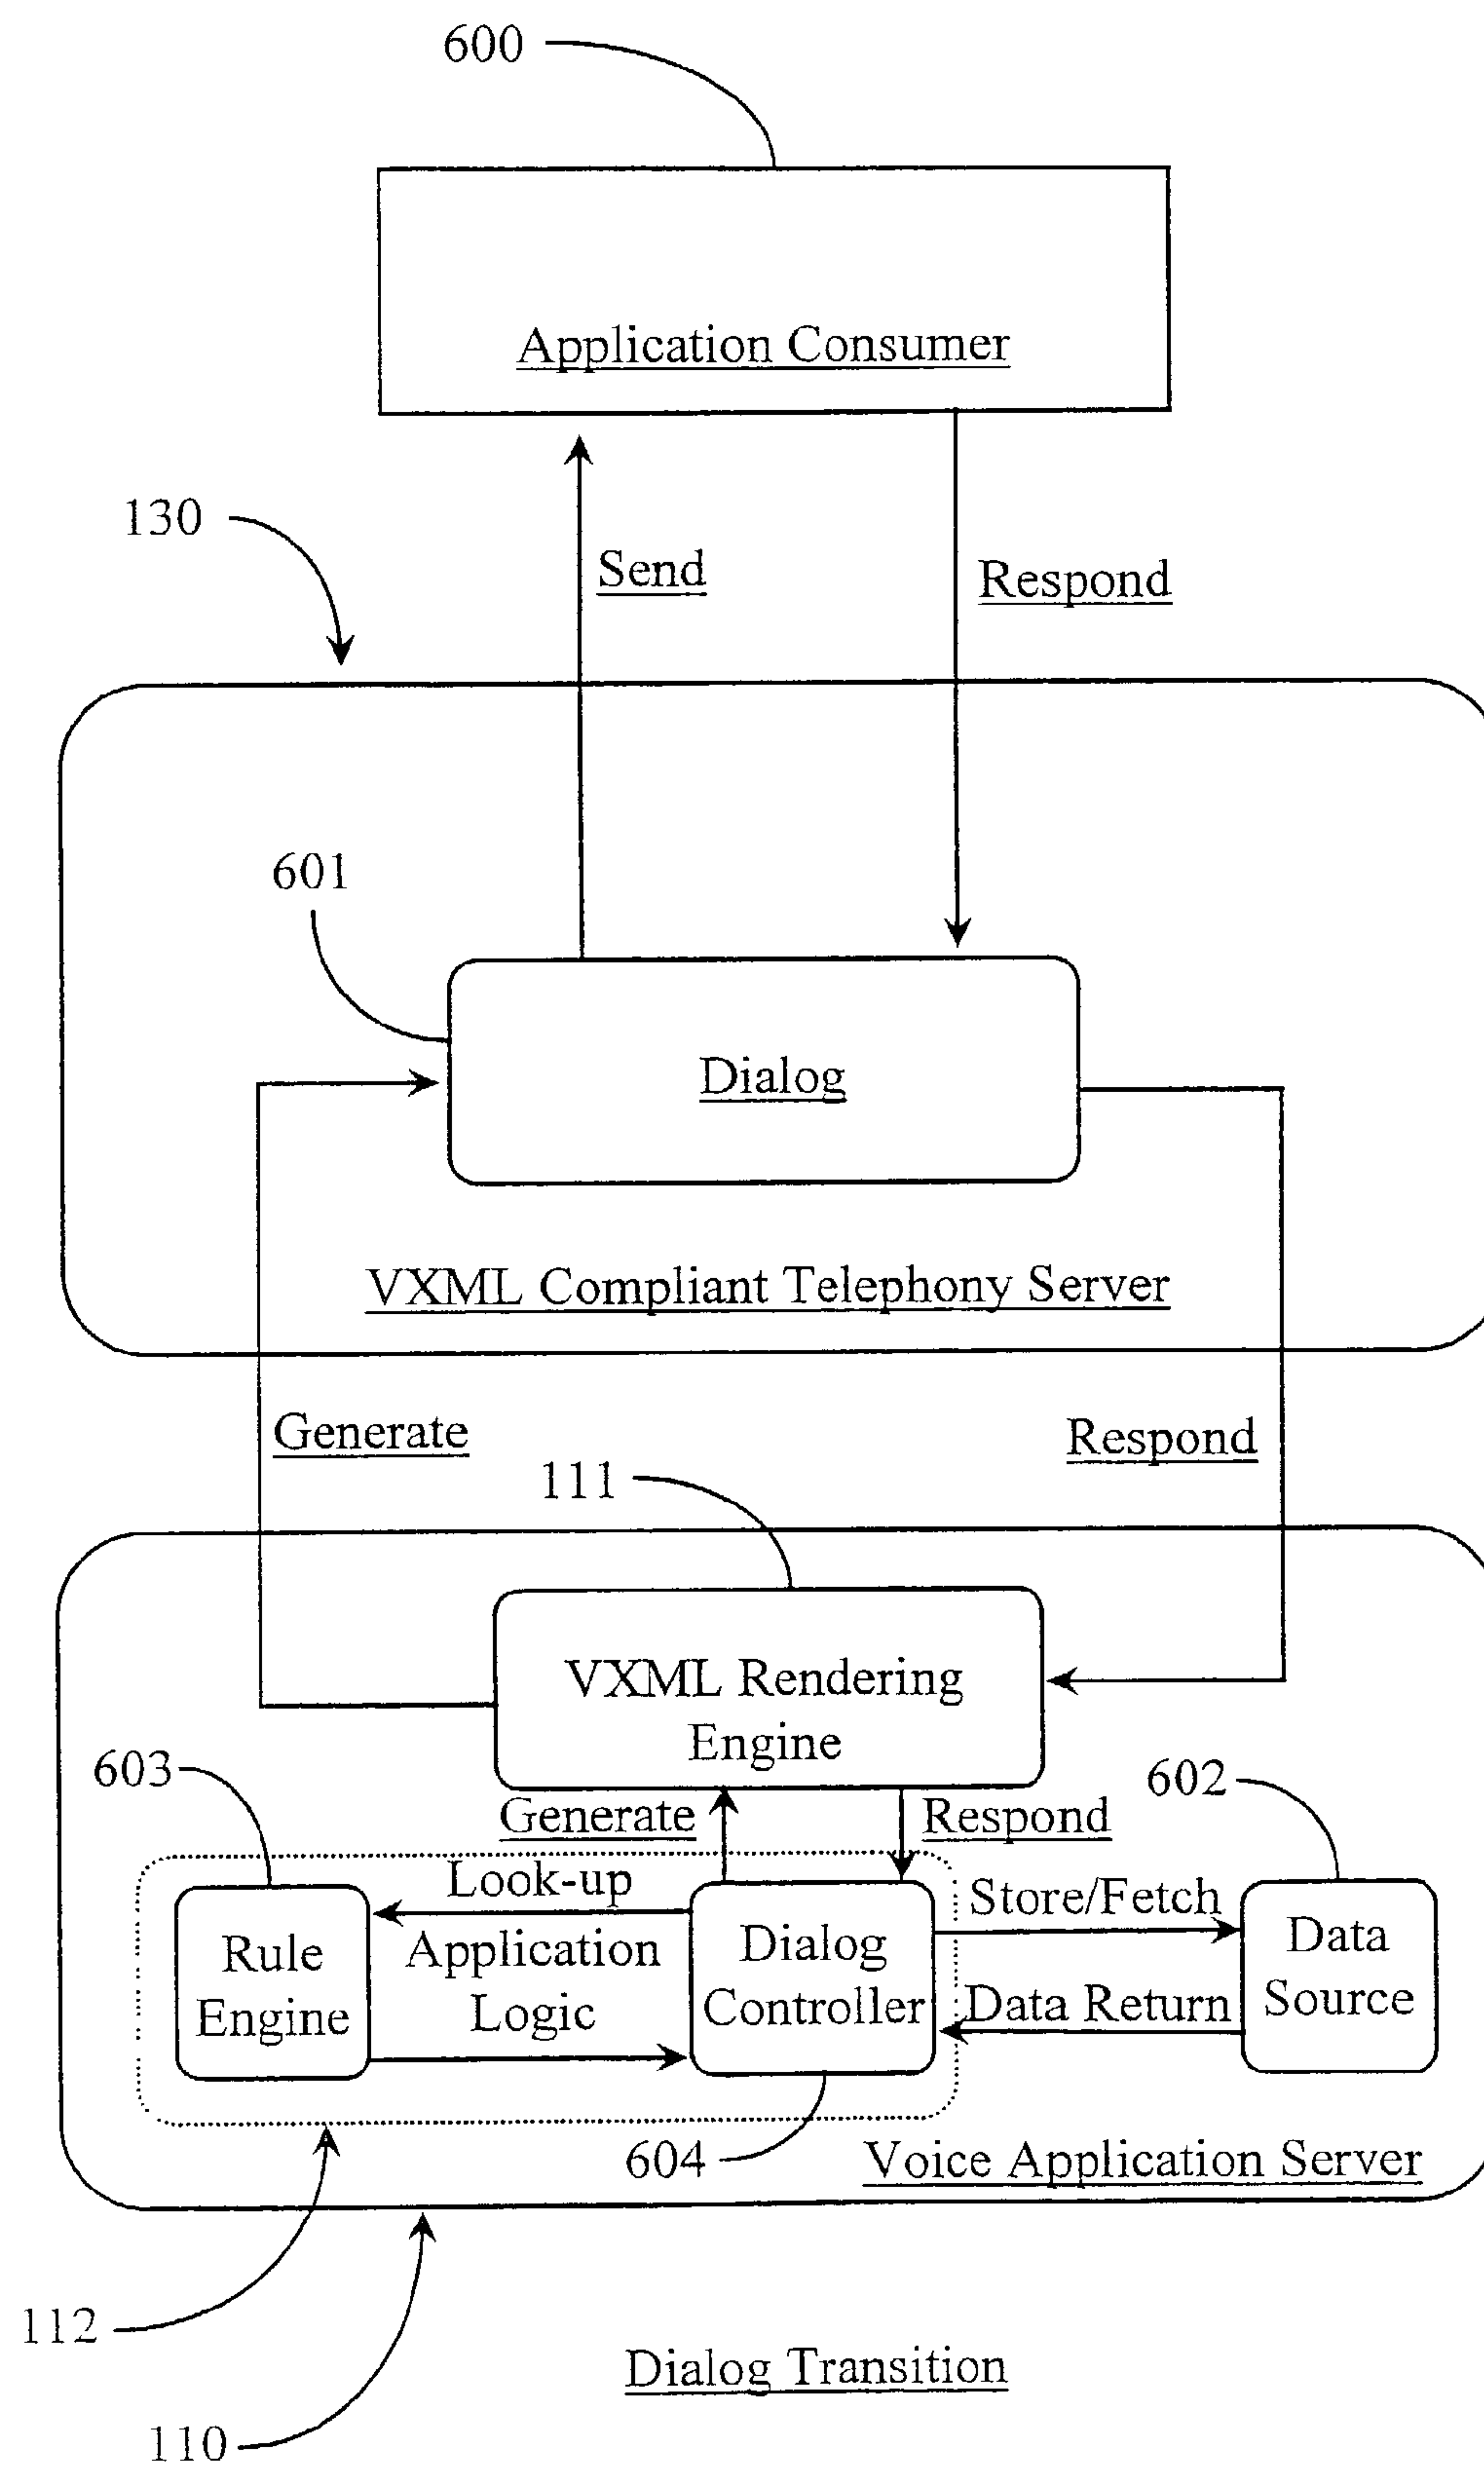 600
Application Consumer
130
Send
Respond
601
Dialog
VXML Compliant Telephony Server
Generate
Respond
111
VXML Rendering
Engine
603
602
Generate
Respond
Look-up
Store/Fetch
Rule
Engine
Application
Logic
Dialog
Controller
Data Return
Data
Source
604
Voice Application Server
112
Dialog Transition
110